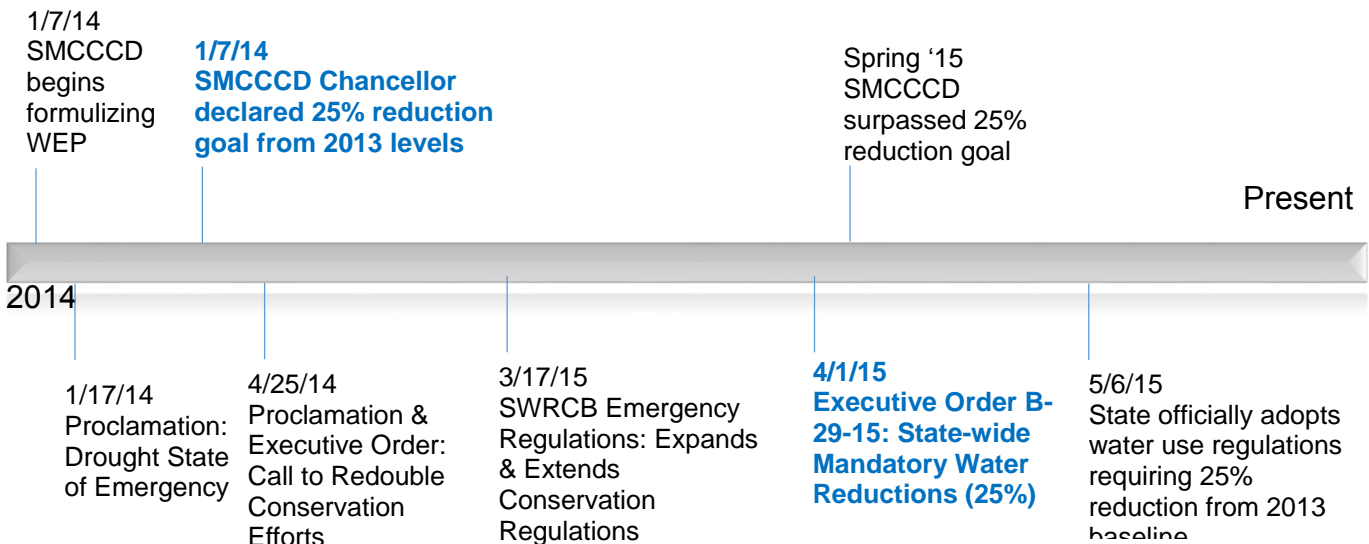 1/7/14
SMCCCD
begins
formulizing
WEP
1/7/14
SMCCCD Chancellor
declared 25% reduction
goal from 2013 levels
Spring ‘15
SMCCCD
surpassed 25%
reduction goal
Present
2014
1/17/14
Proclamation:
Drought State
of Emergency
4/25/14
Proclamation &
Executive Order:
Call to Redouble
Conservation
Efforts
3/17/15
SWRCB Emergency
Regulations: Expands
& Extends
Conservation
Regulations
4/1/15
Executive Order B-
29-15: State-wide
Mandatory Water
Reductions (25%)
5/6/15
State officially adopts
water use regulations
requiring 25%
reduction from 2013
baseline